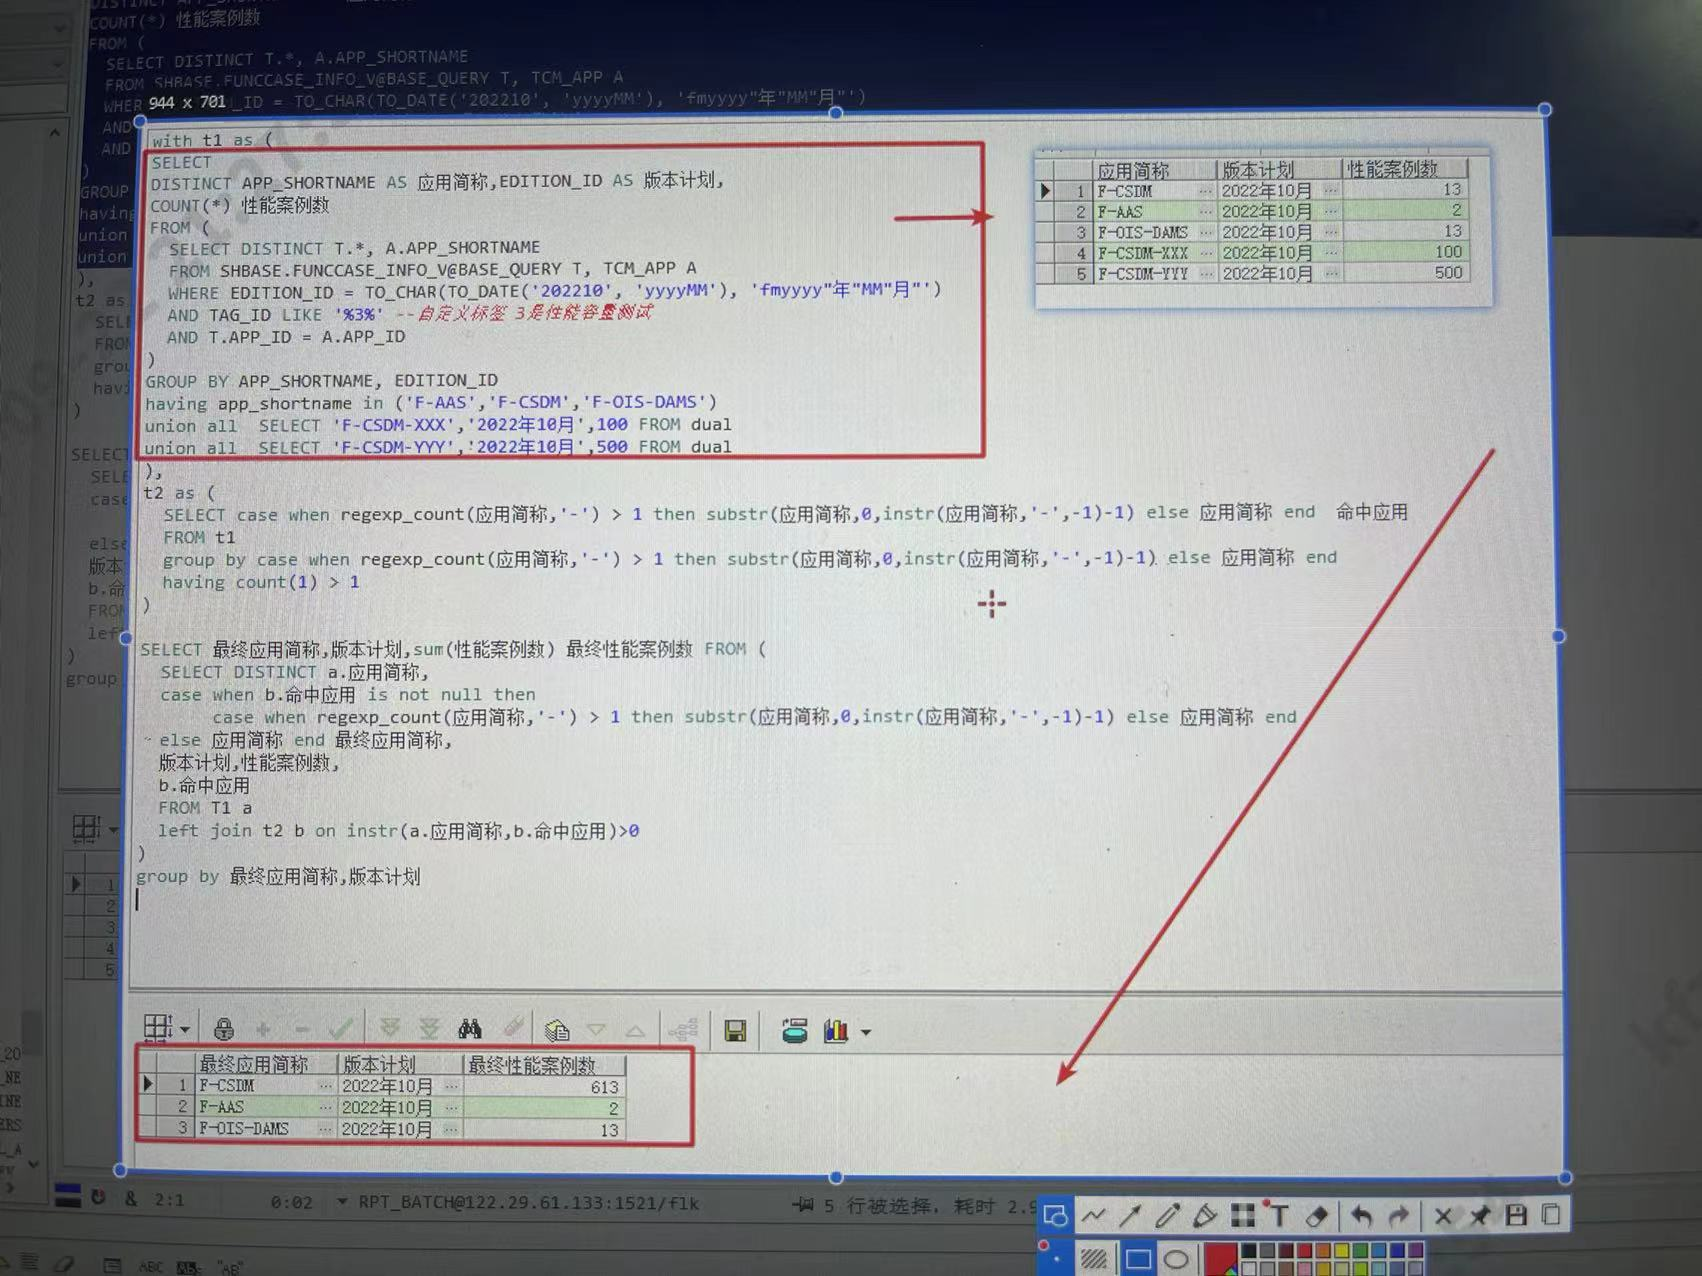 COUNT(*) 性能案例数
FROM (
SELECT DISTINCT T.*, A.APP_SHORTNAME
FROM SHBASE.FUNCCASE_INFO_V@BASE_QUERY T, TCM_APP A
WHER 944 x 701 _ID = TO_CHAR(TO_DATE('202210', 'yyyyMM'), 'fmyyyy"年"MM"月"')
AND
AND
)
GROUP
having
union
union
),
t2 as
SEL
FRO
gro
havi
)
SELECT
SELE
case
else
版本
b.命
FRO
left
)
group
with t1 as (
SELECT
DISTINCT APP_SHORTNAME AS 应用简称,EDITION_ID AS 版本计划,
COUNT(*) 性能案例数
FROM (
SELECT DISTINCT T.*, A.APP_SHORTNAME
FROM SHBASE.FUNCCASE_INFO_V@BASE_QUERY T, TCM_APP A
WHERE EDITION_ID = TO_CHAR(TO_DATE('202210', 'yyyyMM'), 'fmyyyy"年"MM"月"')
AND TAG_ID LIKE '%3%' --自定义标签 3是性能容量测试
AND T.APP_ID = A.APP_ID
)
GROUP BY APP_SHORTNAME, EDITION_ID
having app_shortname in ('F-AAS','F-CSDM','F-OIS-DAMS')
union all SELECT 'F-CSDM-XXX','2022年10月',100 FROM dual
union all SELECT 'F-CSDM-YYY','2022年10月',500 FROM dual
),
t2 as (
SELECT case when regexp_count(应用简称,'-') > 1 then substr(应用简称,0,instr(应用简称,'-',-1)-1) else 应用简称 end 命中应用
FROM t1
group by case when regexp_count(应用简称,'-') > 1 then substr(应用简称,0,instr(应用简称,'-',-1)-1) else 应用简称 end
having count(1) > 1
)
SELECT 最终应用简称,版本计划,sum(性能案例数) 最终性能案例数 FROM (
SELECT DISTINCT a.应用简称,
case when b.命中应用 is not null then
case when regexp_count(应用简称,'-') > 1 then substr(应用简称,0,instr(应用简称,'-',-1)-1) else 应用简称 end
else 应用简称 end 最终应用简称,
版本计划,性能案例数,
b.命中应用
FROM T1 a
left join t2 b on instr(a.应用简称,b.命中应用)>0
)
group by 最终应用简称,版本计划
应用简称 版本计划 性能案例数
1 F-CSDM ... 2022年10月 ... 13
2 F-AAS ... 2022年10月 ... 2
3 F-OIS-DAMS ... 2022年10月 ... 13
4 F-CSDM-XXX ... 2022年10月 ... 100
5 F-CSDM-YYY ... 2022年10月 ... 500
1
2
3
4
5
最终应用简称 版本计划 最终性能案例数
1 F-CSDM ... 2022年10月 ... 613
2 F-AAS ... 2022年10月 ... 2
3 F-OIS-DAMS ... 2022年10月 ... 13
& 2:1 0:02 RPT_BATCH@122.29.61.133:1521/flk 5 行被选择，耗时 2.9
T
ABC AB "AB"